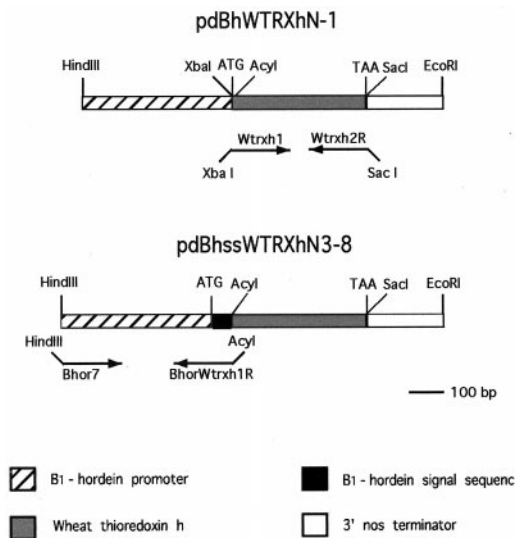 pdBhWTRXhN-1
HindIII XbaI ATG AcyI TAA SacI EcoRI
Wtrxh1 Wtrxh2R
Xba I Sac I
pdBhssWTRXhN3-8
HindIII ATG AcyI TAA SacI EcoRI
HindIII AcyI
Bhor7 BhorWtrxh1R
100 bp
B1 - hordein promoter B1 - hordein signal sequenc
Wheat thioredoxin h 3' nos terminator